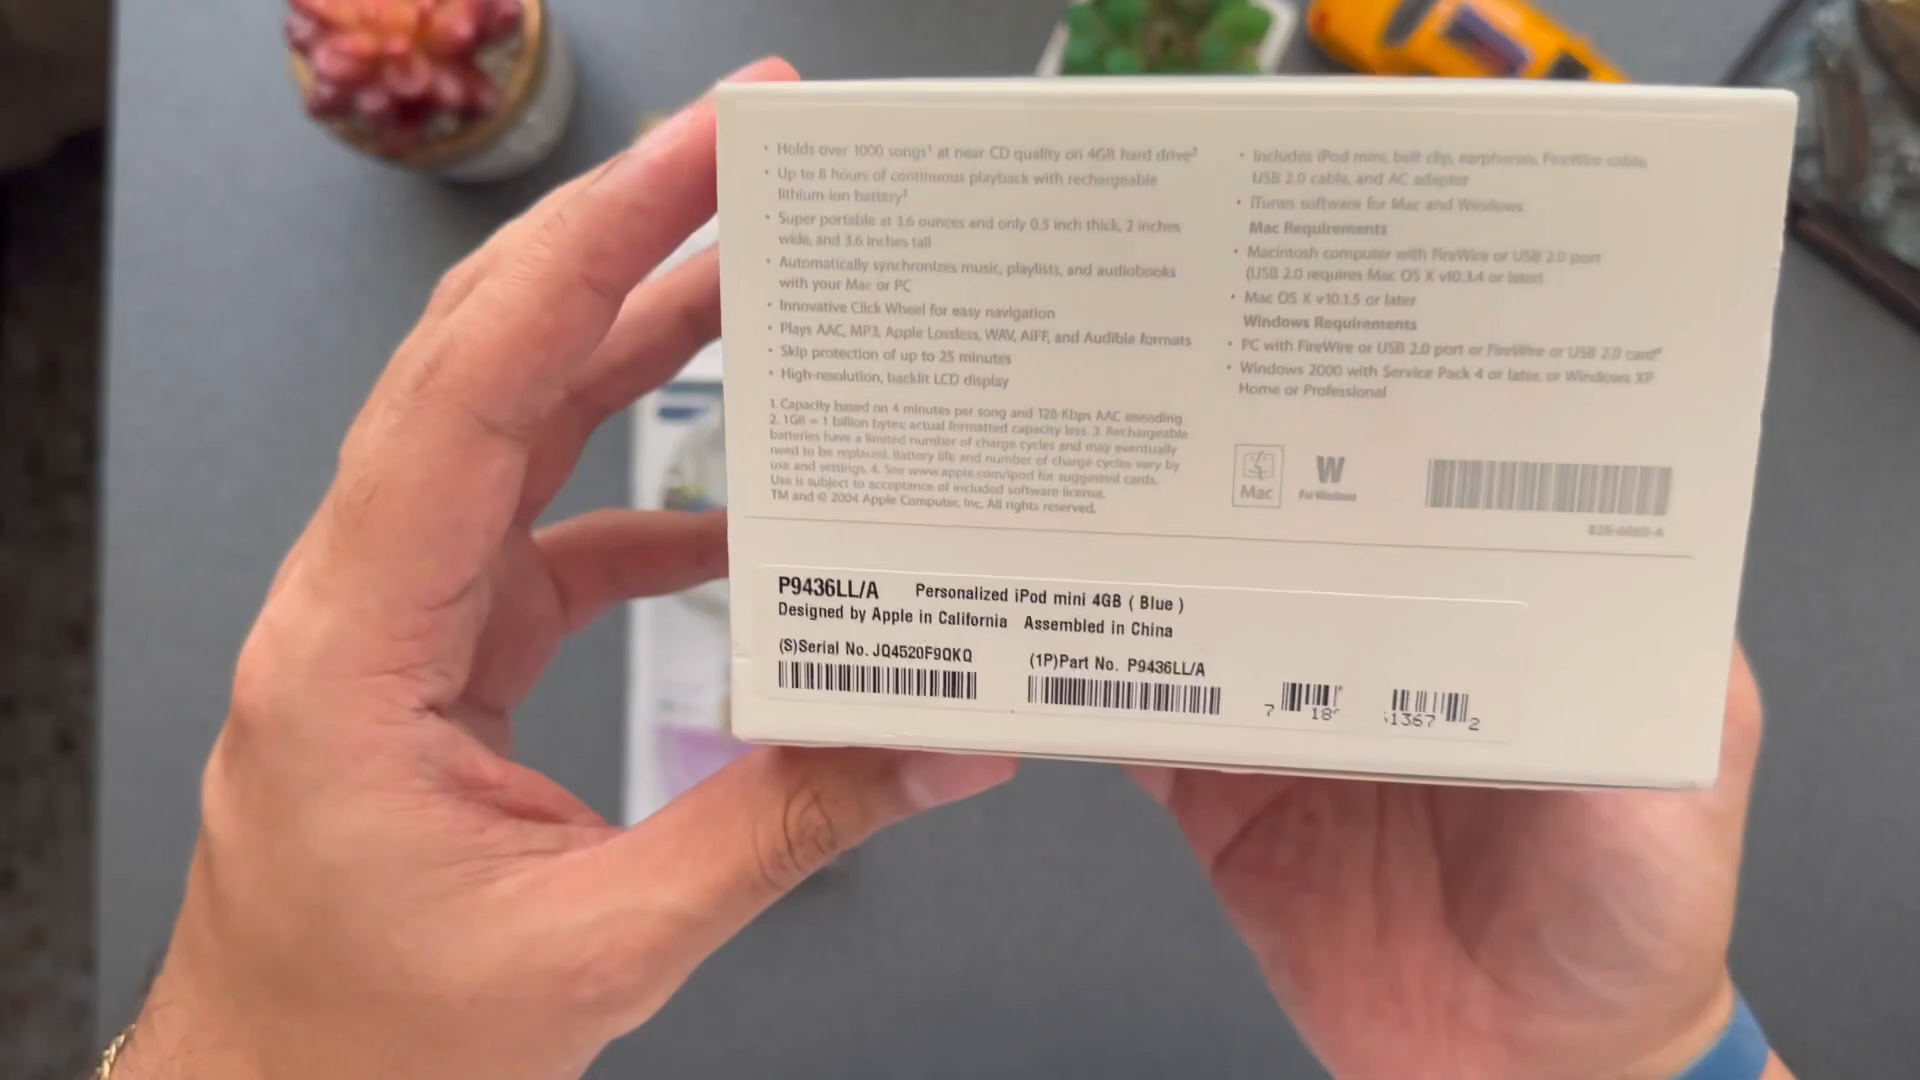 • Holds over 1000 songs¹ at near CD quality on 4GB hard drive²
• Up to 8 hours of continuous playback with rechargeable
lithium-ion battery³
• Super portable at 3.6 ounces and only 0.5 inch thick, 2 inches
wide, and 3.6 inches tall
• Automatically synchronizes music, playlists, and audiobooks
with your Mac or PC
• Innovative Click Wheel for easy navigation
• Plays AAC, MP3, Apple Lossless, WAV, AIFF, and Audible formats
• Skip protection of up to 25 minutes
• High-resolution, backlit LCD display
1. Capacity based on 4 minutes per song and 128-Kbps AAC encoding.
2. 1GB = 1 billion bytes; actual formatted capacity less. 3. Rechargeable
batteries have a limited number of charge cycles and may eventually
need to be replaced. Battery life and number of charge cycles vary by
use and settings. 4. See www.apple.com/ipod for suggested cards.
Use is subject to acceptance of included software license.
TM and © 2004 Apple Computer, Inc. All rights reserved.
• Includes iPod mini, belt clip, earphones, FireWire cable,
USB 2.0 cable, and AC adapter
• iTunes software for Mac and Windows
Mac Requirements
• Macintosh computer with FireWire or USB 2.0 port
(USB 2.0 requires Mac OS X v10.3.4 or later)
• Mac OS X v10.1.5 or later
Windows Requirements
• PC with FireWire or USB 2.0 port or FireWire or USB 2.0 card⁴
• Windows 2000 with Service Pack 4 or later, or Windows XP
Home or Professional
Mac
W
For Windows
P9436LL/A Personalized iPod mini 4GB ( Blue )
Designed by Apple in California Assembled in China
(S)Serial No. JQ4520F9QKQ
(1P)Part No. P9436LL/A
7 18 1367 2